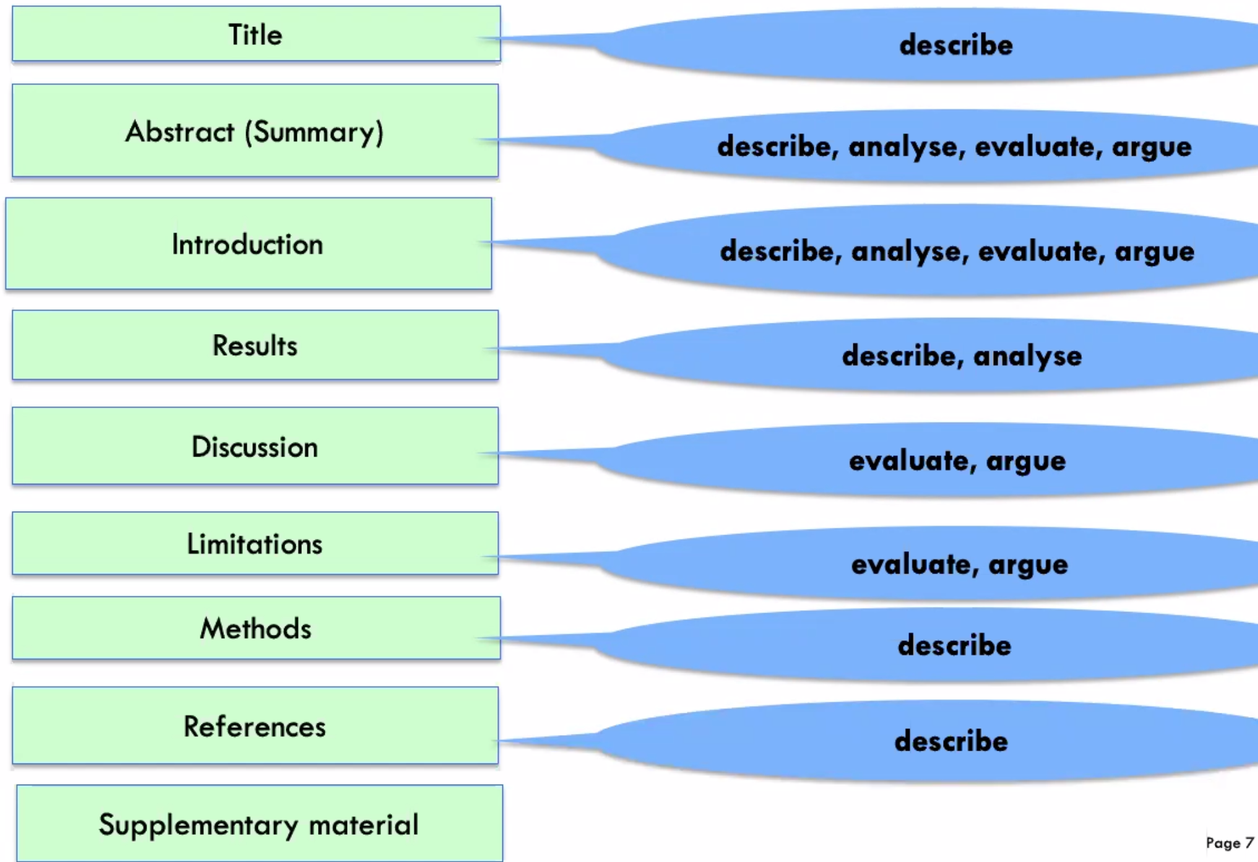 Title
describe
Abstract (Summary)
describe, analyse, evaluate, argue
Introduction
describe, analyse, evaluate, argue
Results
describe, analyse
Discussion
evaluate, argue
Limitations
evaluate, argue
Methods
describe
References
describe
Supplementary material
Page 7